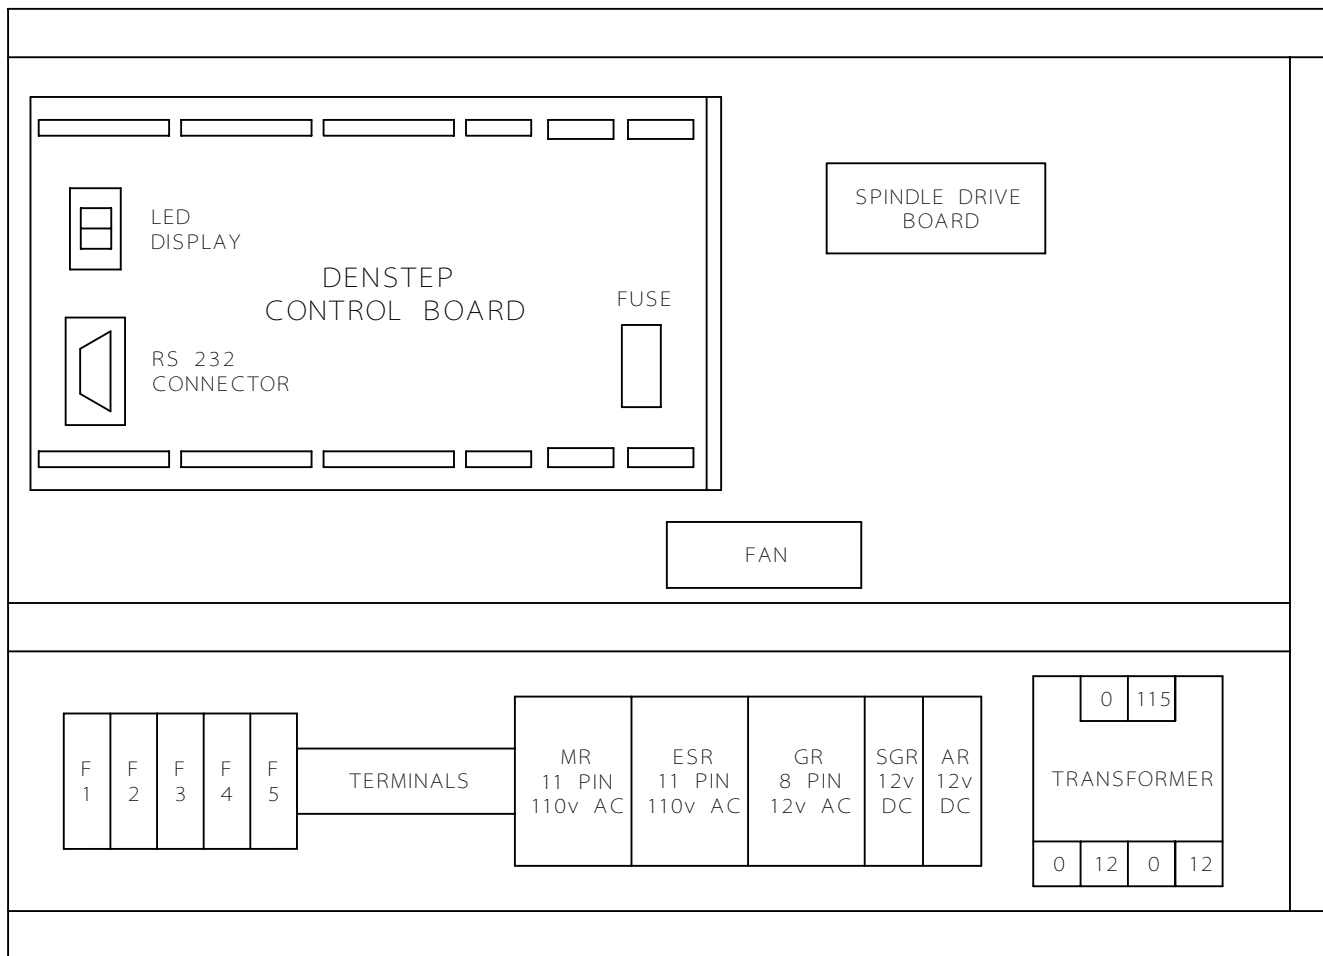 LED
DISPLAY
DENSTEP
CONTROL BOARD
RS 232
CONNECTOR
FUSE
SPINDLE DRIVE
BOARD
FAN
F
1
F
2
F
3
F
4
F
5
TERMINALS
MR
11 PIN
110v AC
ESR
11 PIN
110v AC
GR
8 PIN
12v AC
SGR
12v
DC
AR
12v
DC
0 115
TRANSFORMER
0 12 0 12